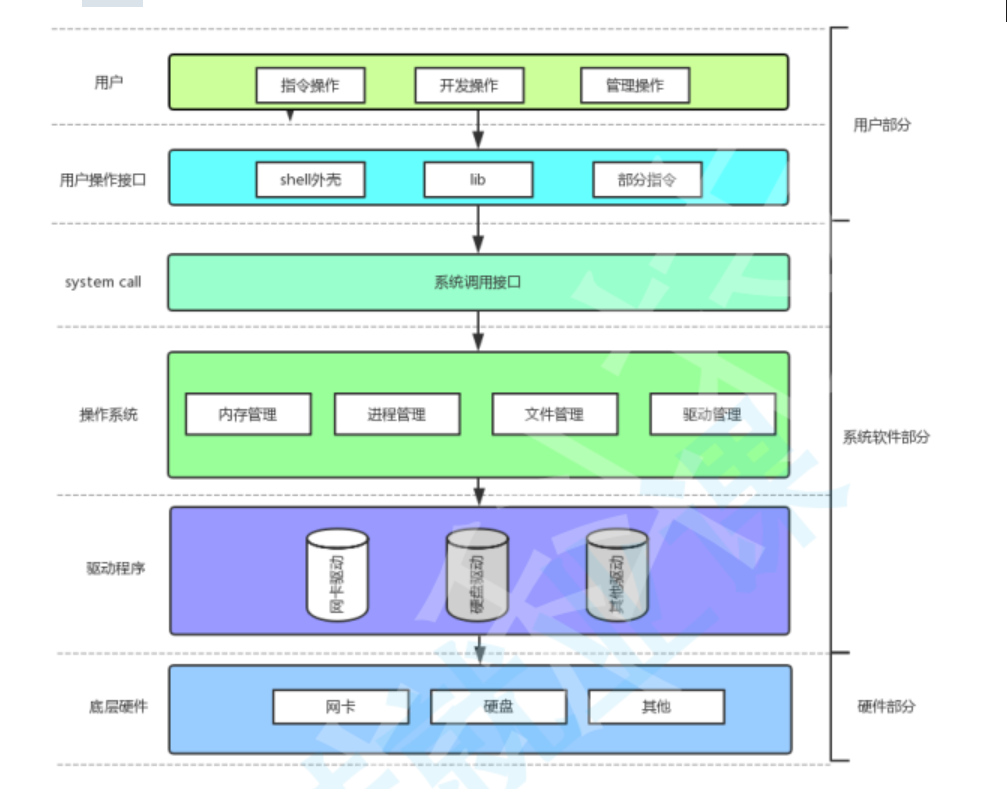 用户
指令操作
开发操作
管理操作
用户部分
用户操作接口
shell外壳
lib
部分指令
system call
系统调用接口
操作系统
内存管理
进程管理
文件管理
驱动管理
系统软件部分
驱动程序
网卡驱动
硬盘驱动
其他驱动
底层硬件
网卡
硬盘
其他
硬件部分